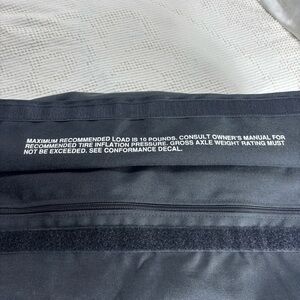 MAXIMUM RECOMMENDED LOAD IS 10 POUNDS. CONSULT OWNER'S MANUAL FOR
RECOMMENDED TIRE INFLATION PRESSURE. GROSS AXLE WEIGHT RATING MUST
NOT BE EXCEEDED, SEE CONFORMANCE DECAL.